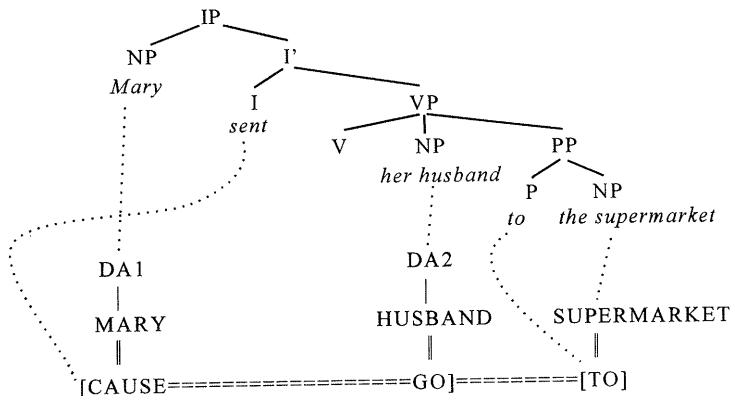 IP
NP I'
Mary
I VP
sent
V NP PP
her husband
P NP
to the supermarket
DA1 DA2
MARY HUSBAND SUPERMARKET
[CAUSE GO] [TO]